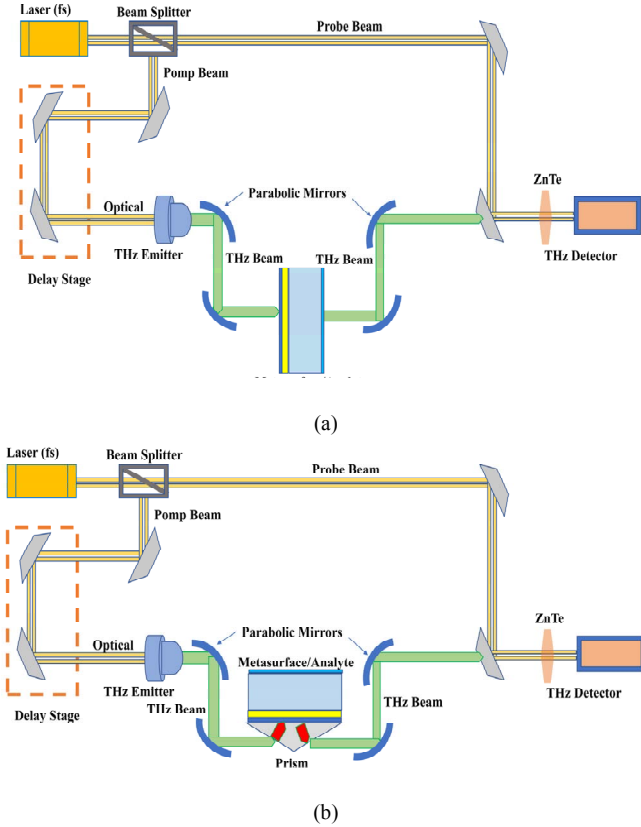 Laser (fs)
Beam Splitter
Probe Beam
Pomp Beam
ZnTe
Optical
Parabolic Mirrors
THz Emitter
THz Beam
THz Beam
THz Detector
Delay Stage
(a)
Laser (fs)
Beam Splitter
Probe Beam
Pomp Beam
ZnTe
Optical
Parabolic Mirrors
Metasurface/Analyte
THz Emitter
THz Beam
THz Beam
THz Detector
Delay Stage
Prism
(b)